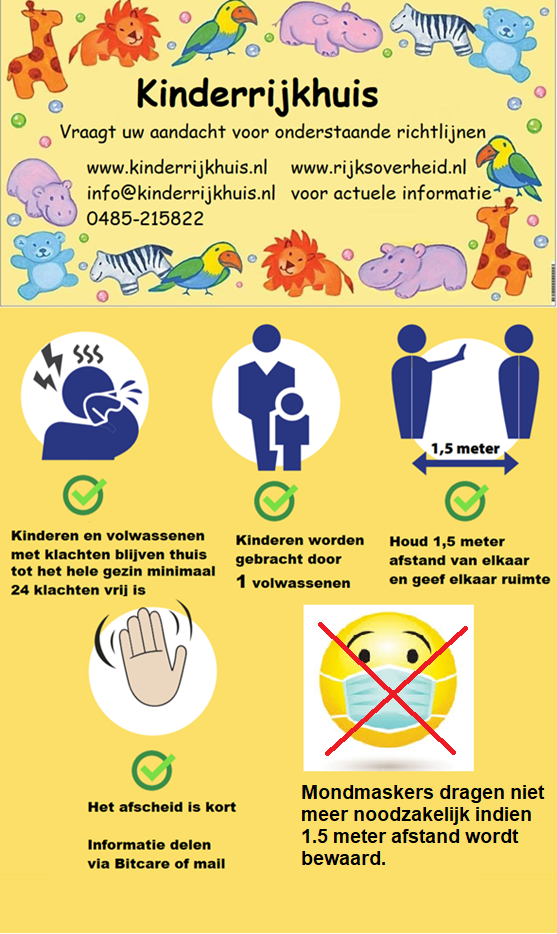 Kinderrijkhuis
Vraagt uw aandacht voor onderstaande richtlijnen
www.kinderrijkhuis.nl www.rijksoverheid.nl
info@kinderrijkhuis.nl voor actuele informatie
0485-215822
1,5 meter
Kinderen en volwassenen
met klachten blijven thuis
tot het hele gezin minimaal
24 klachten vrij is
Kinderen worden
gebracht door
1 volwassenen
Houd 1,5 meter
afstand van elkaar
en geef elkaar ruimte
Het afscheid is kort
Informatie delen
via Bitcare of mail
Mondmaskers dragen niet
meer noodzakelijk indien
1.5 meter afstand wordt
bewaard.